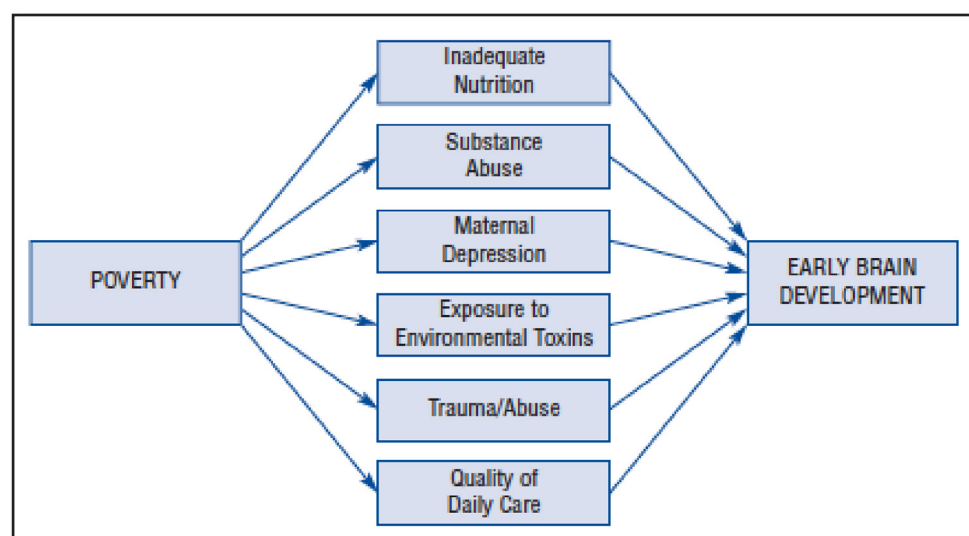 Inadequate
Nutrition
Substance
Abuse
Maternal
Depression
POVERTY
EARLY BRAIN
DEVELOPMENT
Exposure to
Environmental Toxins
Trauma/Abuse
Quality of
Daily Care